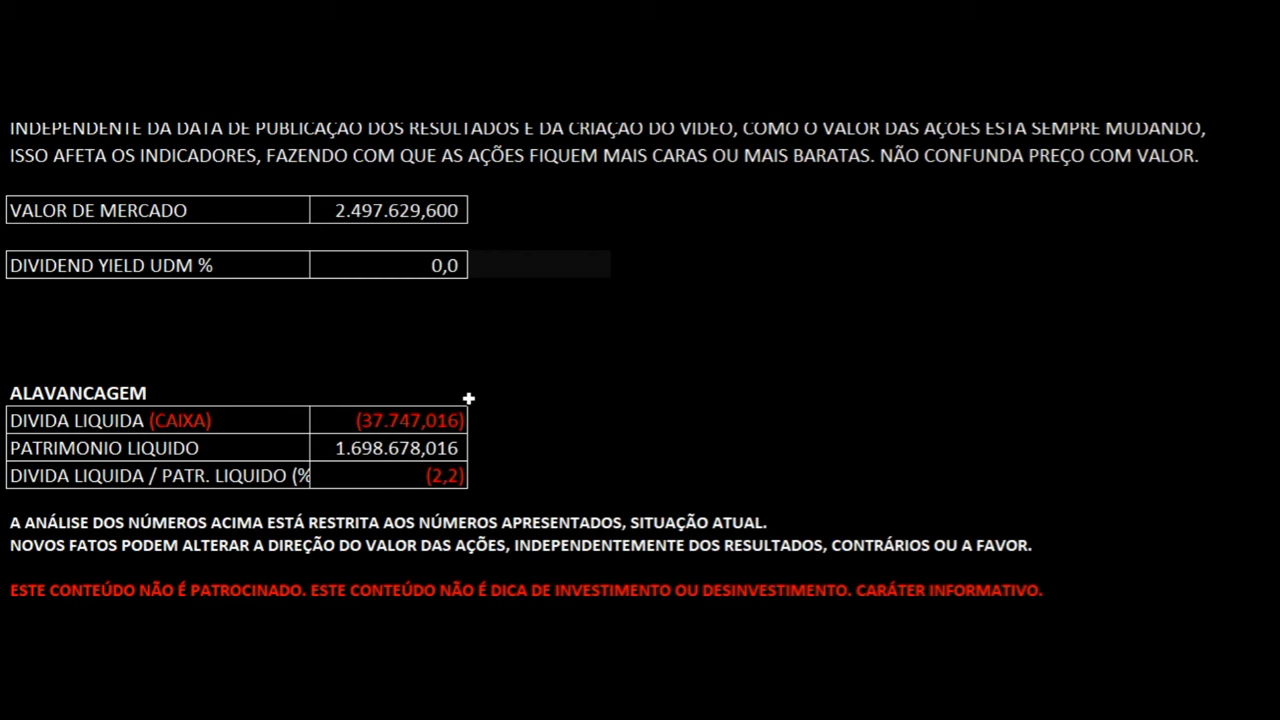 INDEPENDENTE DA DATA DE PUBLICAÇÃO DOS RESULTADOS E DA CRIAÇÃO DO VIDEO, COMO O VALOR DAS AÇÕES ESTÁ SEMPRE MUDANDO,
ISSO AFETA OS INDICADORES, FAZENDO COM QUE AS AÇÕES FIQUEM MAIS CARAS OU MAIS BARATAS. NÃO CONFUNDA PREÇO COM VALOR.
VALOR DE MERCADO 2.497.629,600
DIVIDEND YIELD UDM % 0,0
ALAVANCAGEM
DIVIDA LIQUIDA (CAIXA) (37.747,016)
PATRIMONIO LIQUIDO 1.698.678,016
DIVIDA LIQUIDA / PATR. LIQUIDO (% (2,2)
A ANÁLISE DOS NÚMEROS ACIMA ESTÁ RESTRITA AOS NÚMEROS APRESENTADOS, SITUAÇÃO ATUAL.
NOVOS FATOS PODEM ALTERAR A DIREÇÃO DO VALOR DAS AÇÕES, INDEPENDENTEMENTE DOS RESULTADOS, CONTRÁRIOS OU A FAVOR.
ESTE CONTEÚDO NÃO É PATROCINADO. ESTE CONTEÚDO NÃO É DICA DE INVESTIMENTO OU DESINVESTIMENTO. CARÁTER INFORMATIVO.